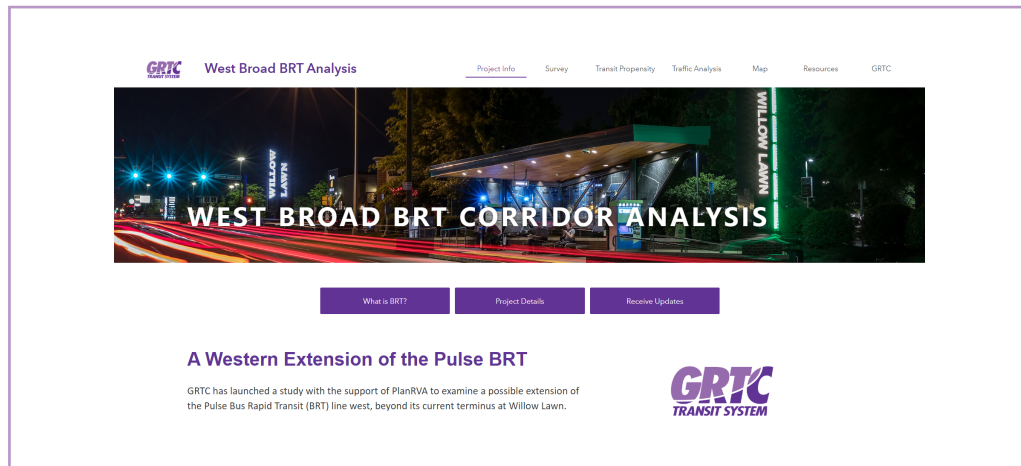 GRTC
TRANSIT SYSTEM
West Broad BRT Analysis
Project Info
Survey
Transit Propensity
Traffic Analysis
Map
Resources
GRTC
WILLOW
LAWN
WILLOW LAWN
WEST BROAD BRT CORRIDOR ANALYSIS
What is BRT?
Project Details
Receive Updates
A Western Extension of the Pulse BRT
GRTC has launched a study with the support of PlanRVA to examine a possible extension of
the Pulse Bus Rapid Transit (BRT) line west, beyond its current terminus at Willow Lawn.
GRTC
TRANSIT SYSTEM